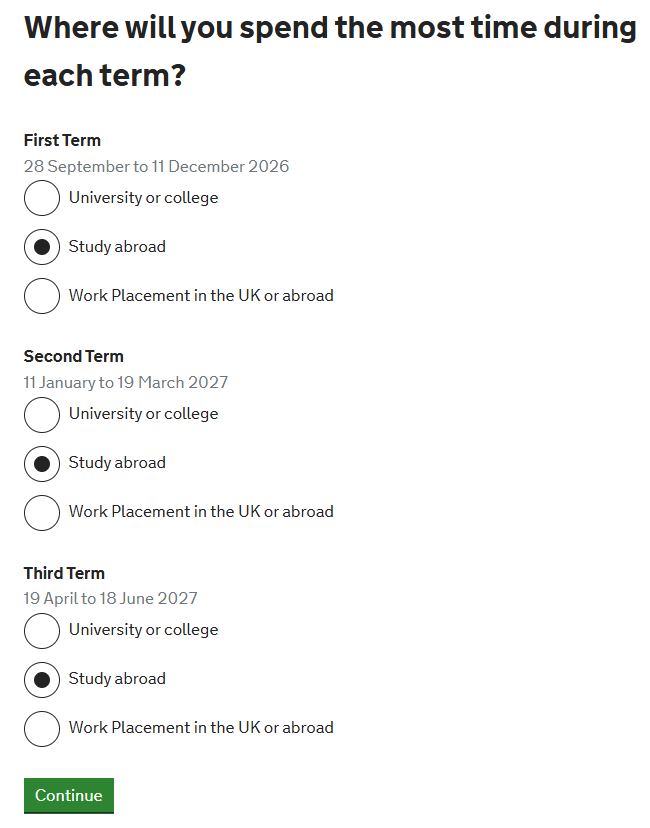 Where will you spend the most time during
each term?
First Term
28 September to 11 December 2026
University or college
Study abroad
Work Placement in the UK or abroad
Second Term
11 January to 19 March 2027
University or college
Study abroad
Work Placement in the UK or abroad
Third Term
19 April to 18 June 2027
University or college
Study abroad
Work Placement in the UK or abroad
Continue